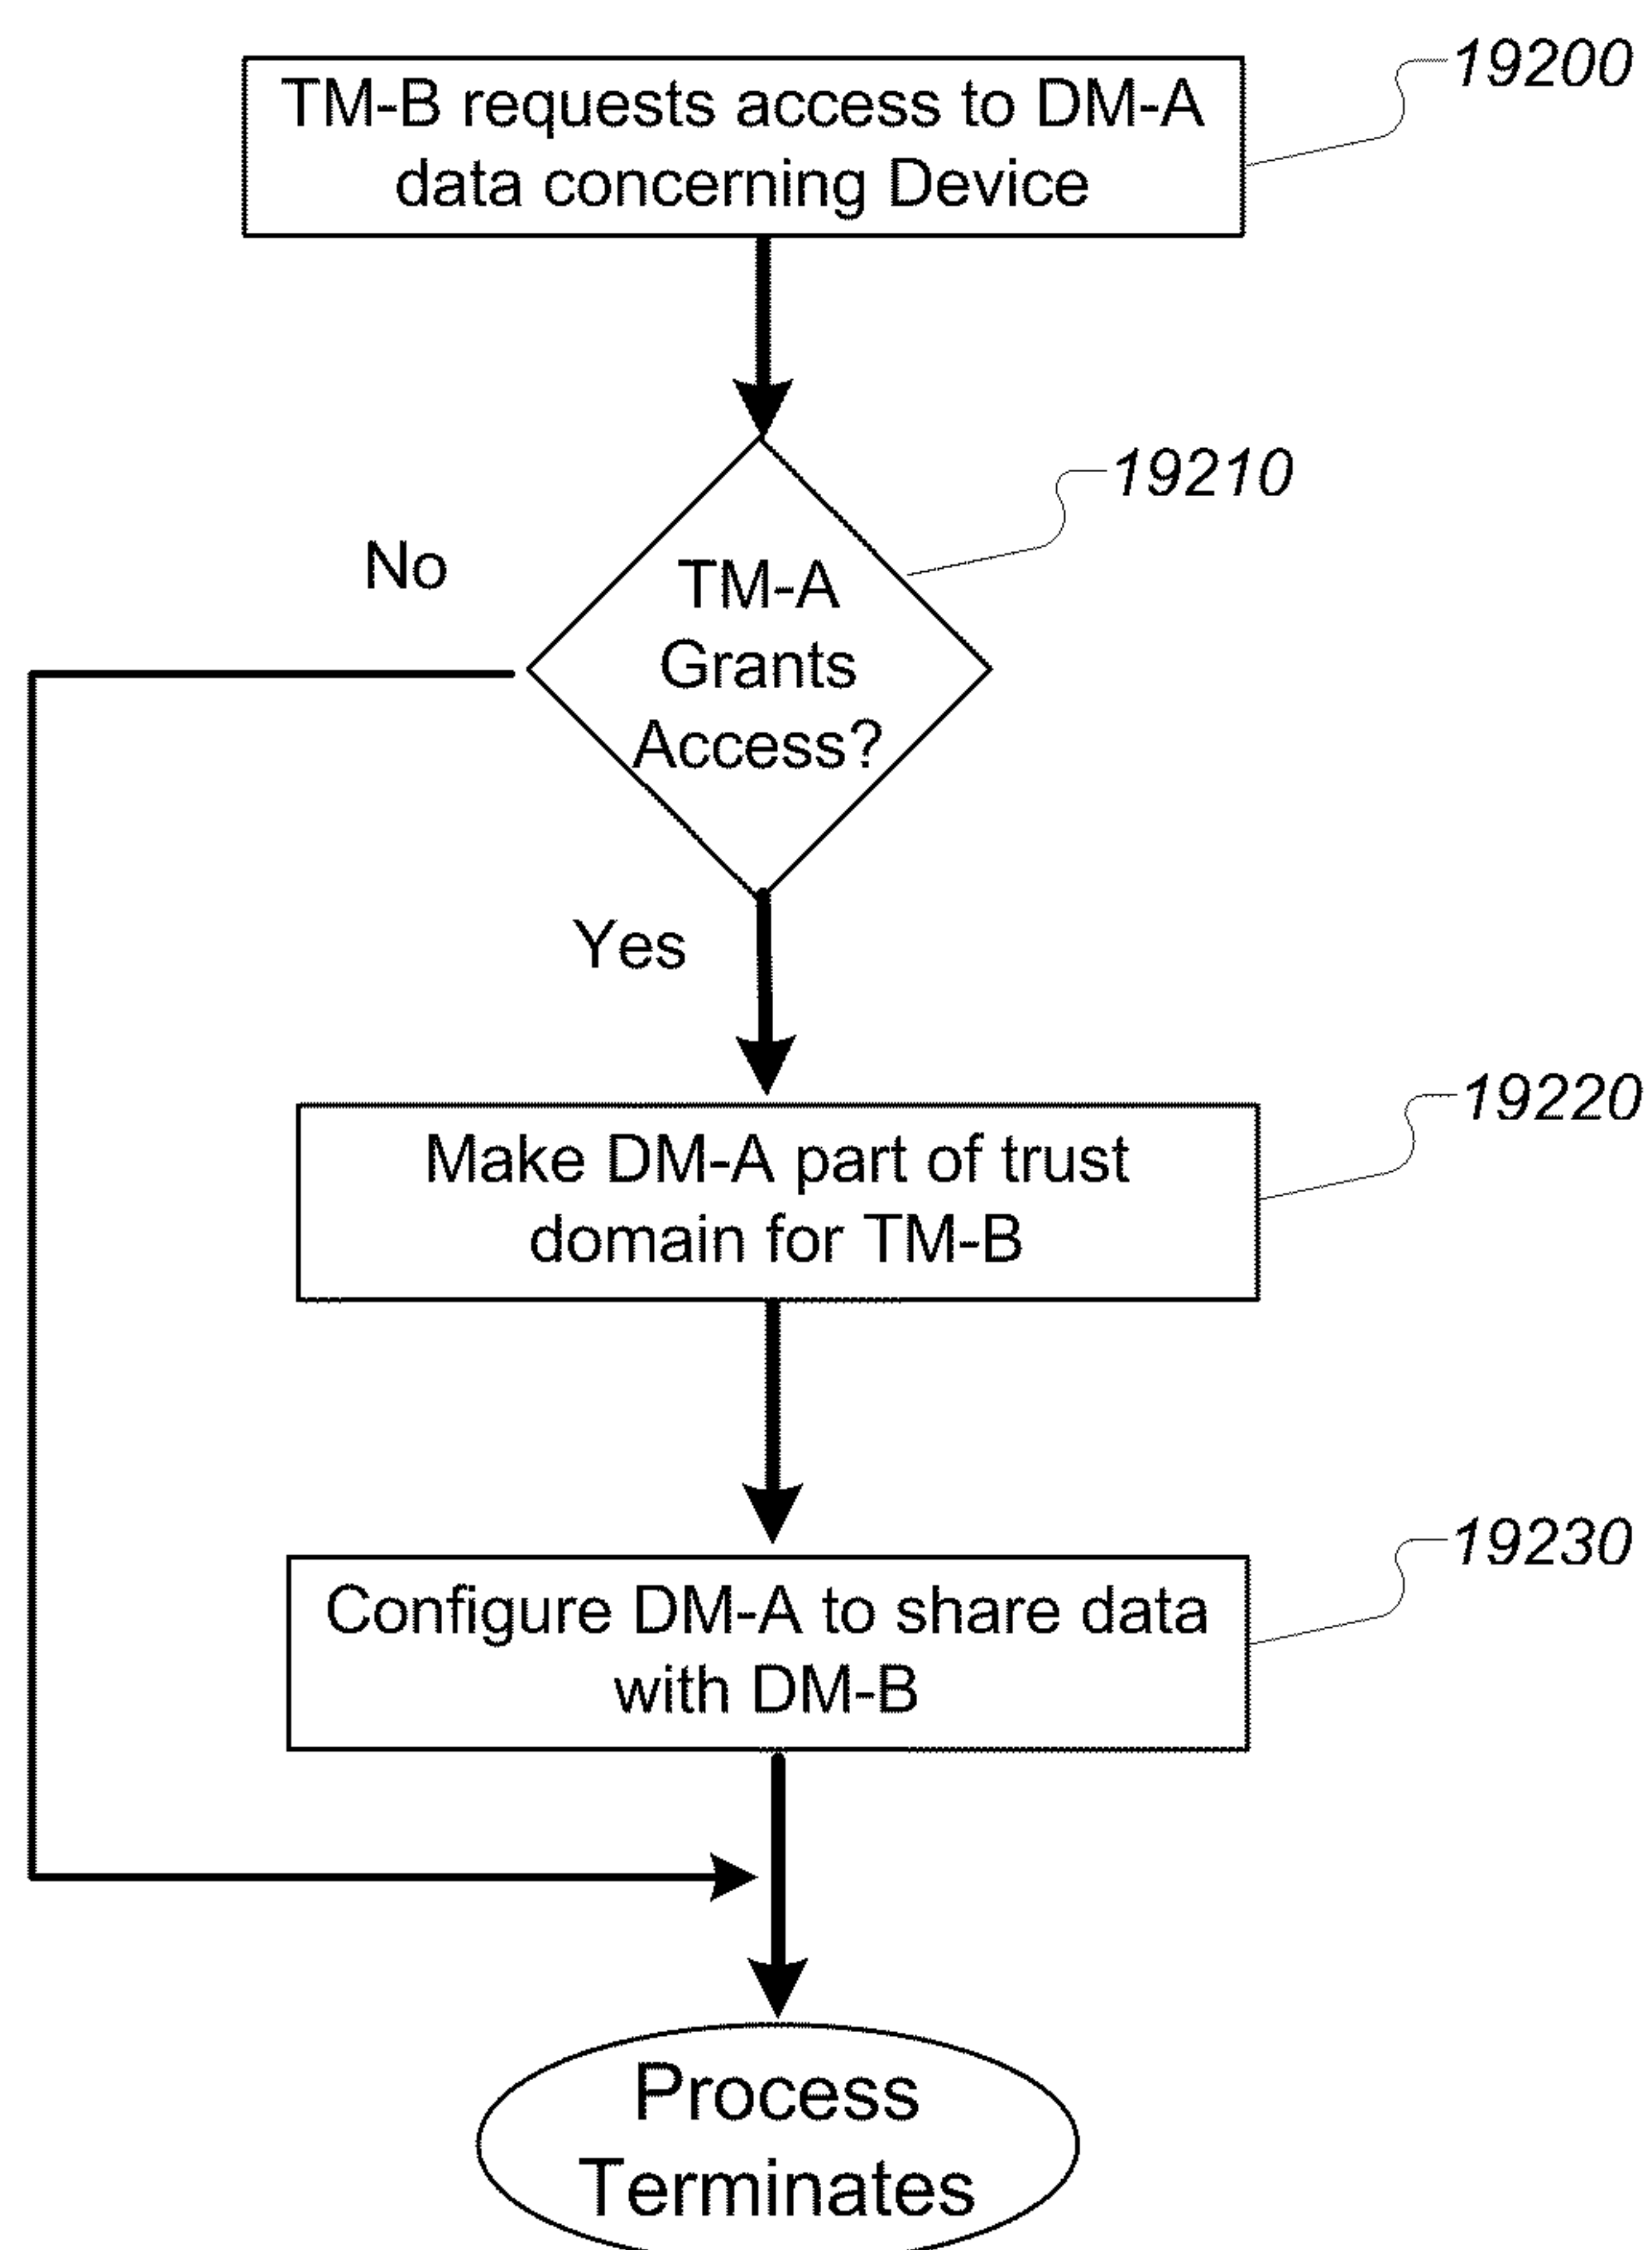 19200
TM-B requests access to DM-A
data concerning Device
19210
No
TM-A
Grants
Access?
Yes
19220
Make DM-A part of trust
domain for TM-B
19230
Configure DM-A to share data
with DM-B
Process
Terminates